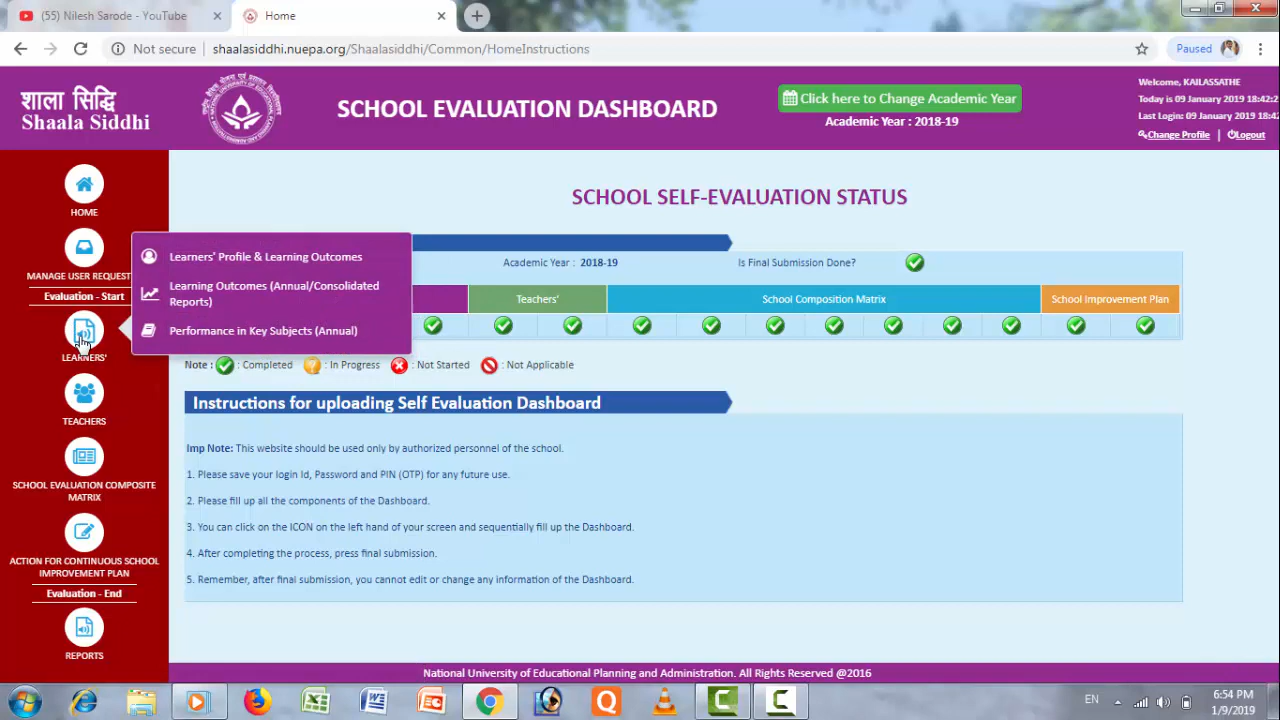 (55) Nilesh Sarode - YouTube
Home
Not secure
shaalasiddhi.nuepa.org/Shaalasiddhi/Common/HomeInstructions
Paused
शाला सिद्धि
Shaala Siddhi
SCHOOL EVALUATION DASHBOARD
Click here to Change Academic Year
Academic Year : 2018-19
Welcome, KAILASSATHE
Today is 09 January 2019 18:42:2
Last Login: 09 January 2019 18:42
Change Profile | Logout
HOME
MANAGE USER REQUEST
Evaluation - Start
LEARNERS'
TEACHERS
SCHOOL EVALUATION COMPOSITE
MATRIX
ACTION FOR CONTINUOUS SCHOOL
IMPROVEMENT PLAN
Evaluation - End
REPORTS
Learners' Profile & Learning Outcomes
Learning Outcomes (Annual/Consolidated
Reports)
Performance in Key Subjects (Annual)
SCHOOL SELF-EVALUATION STATUS
Academic Year : 2018-19
Is Final Submission Done?
Teachers'
School Composition Matrix
School Improvement Plan
Note : : Completed : In Progress : Not Started : Not Applicable
Instructions for uploading Self Evaluation Dashboard
Imp Note: This website should be used only by authorized personnel of the school.
1. Please save your login Id, Password and PIN (OTP) for any future use.
2. Please fill up all the components of the Dashboard.
3. You can click on the ICON on the left hand of your screen and sequentially fill up the Dashboard.
4. After completing the process, press final submission.
5. Remember, after final submission, you cannot edit or change any information of the Dashboard.
National University of Educational Planning and Administration. All Rights Reserved @2016
EN
6:54 PM
1/9/2019